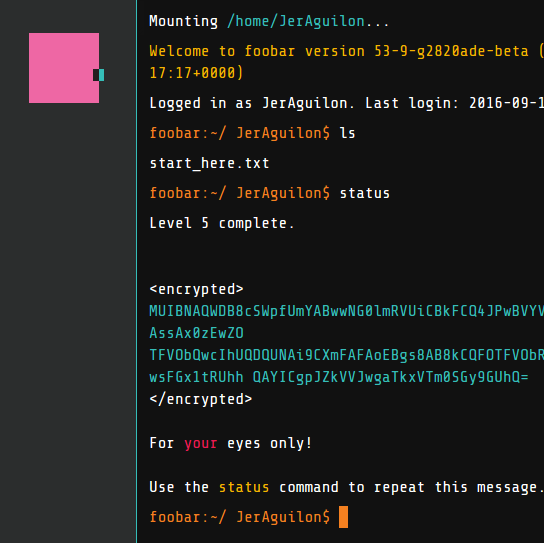 Mounting /home/JerAguilon...
Welcome to foobar version 53-9-g2820ade-beta (
17:17+0000)
Logged in as JerAguilon. Last login: 2016-09-1
foobar:~/ JerAguilon$ ls
start_here.txt
foobar:~/ JerAguilon$ status
Level 5 complete.
<encrypted>
MUIBNAQWDB8cSWpfUmYABwwNG0lmRVUiCBkFCQ4JPwBVYV
AssAx0zEwZO
TFVObQwcIhUQDQUNAi9CXmFAFAoEBgs8AB8kCQFOTFVObR
wsFGx1tRUhh QAYICgpJZkVVJwgaTkxVTm0SGy9GUhQ=
</encrypted>
For your eyes only!
Use the status command to repeat this message.
foobar:~/ JerAguilon$